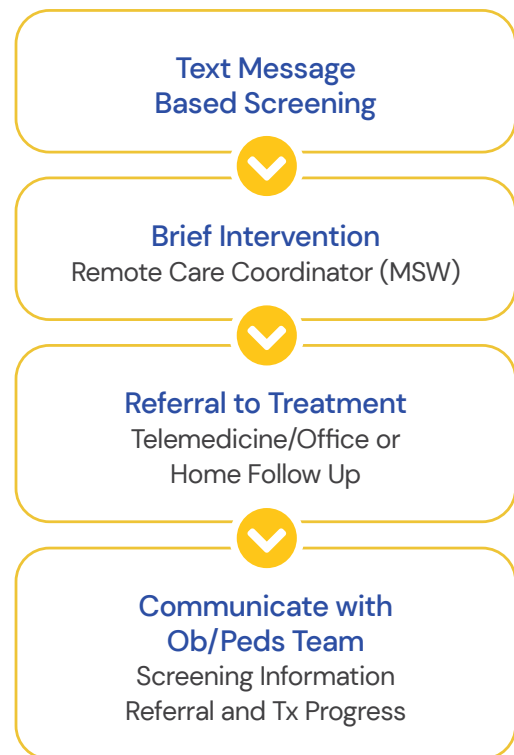 Text Message
Based Screening
Brief Intervention
Remote Care Coordinator (MSW)
Referral to Treatment
Telemedicine/Office or
Home Follow Up
Communicate with
Ob/Peds Team
Screening Information
Referral and Tx Progress